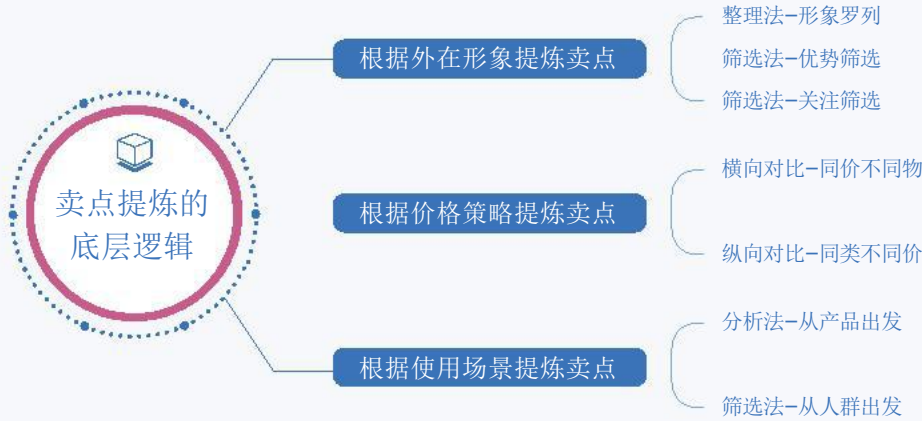 卖点提炼的
底层逻辑
根据外在形象提炼卖点
整理法–形象罗列
筛选法–优势筛选
筛选法–关注筛选
根据价格策略提炼卖点
横向对比–同价不同物
纵向对比–同类不同价
根据使用场景提炼卖点
分析法–从产品出发
筛选法–从人群出发